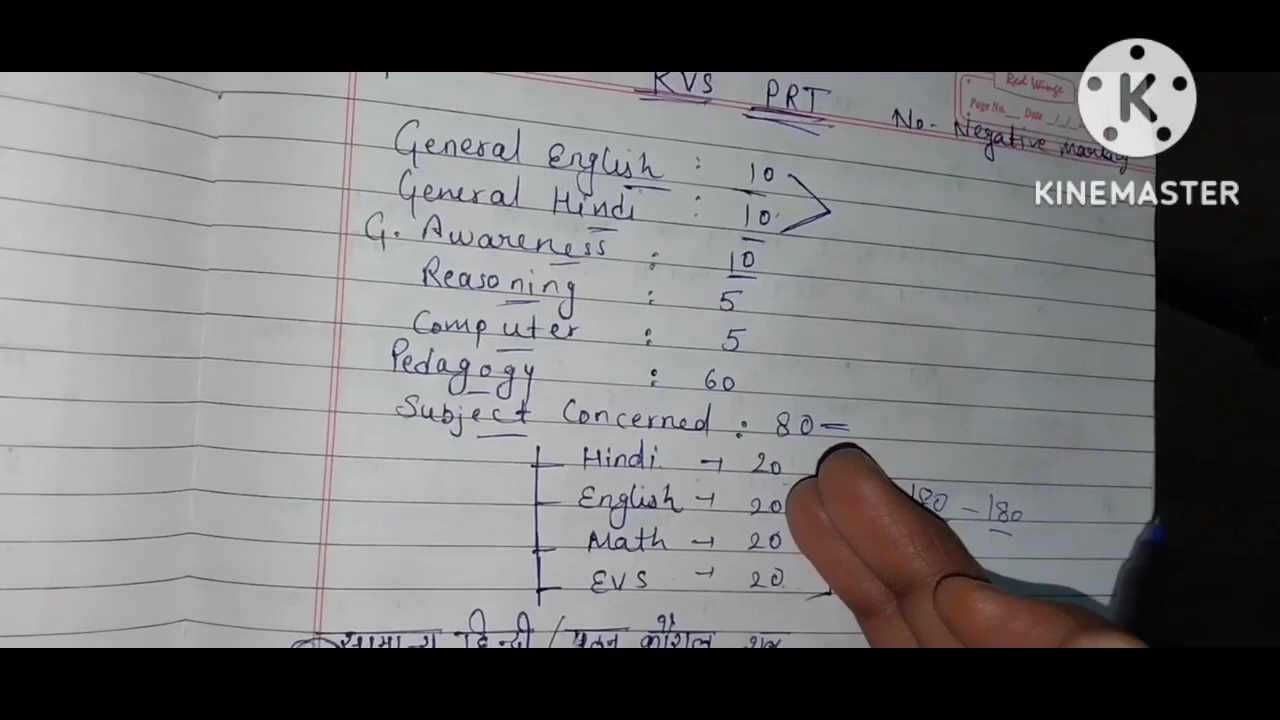 KVS PRT
Red Wings
Page No. Date
No- Negative marking
KINEMASTER
General English : 10
General Hindi : 10
G. Awareness : 10
Reasoning : 5
Computer : 5
Pedagogy : 60
Subject Concerned : 80=
Hindi → 20
English → 20
180 - 180
Math → 20
EVS → 20
सामान्य हिन्दी /